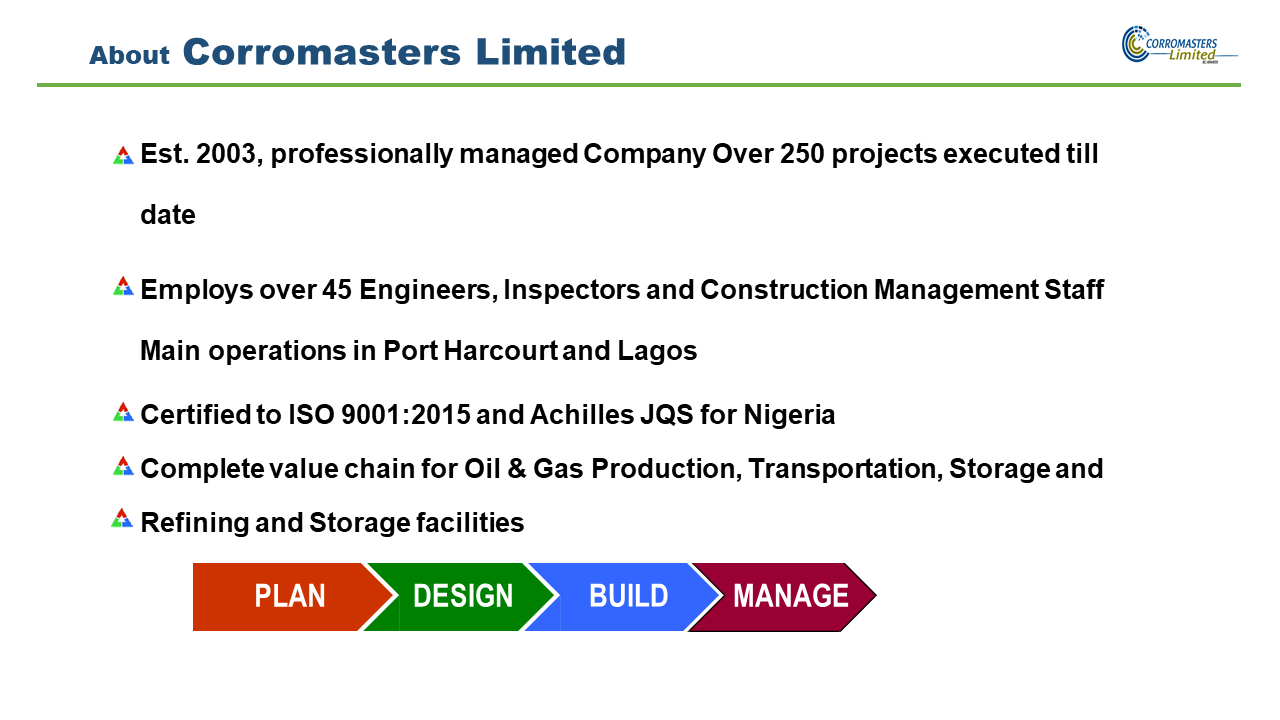 About Corromasters Limited
CORROMASTERS
Limited
Est. 2003, professionally managed Company Over 250 projects executed till
date
Employs over 45 Engineers, Inspectors and Construction Management Staff
Main operations in Port Harcourt and Lagos
Certified to ISO 9001:2015 and Achilles JQS for Nigeria
Complete value chain for Oil & Gas Production, Transportation, Storage and
Refining and Storage facilities
PLAN DESIGN BUILD MANAGE